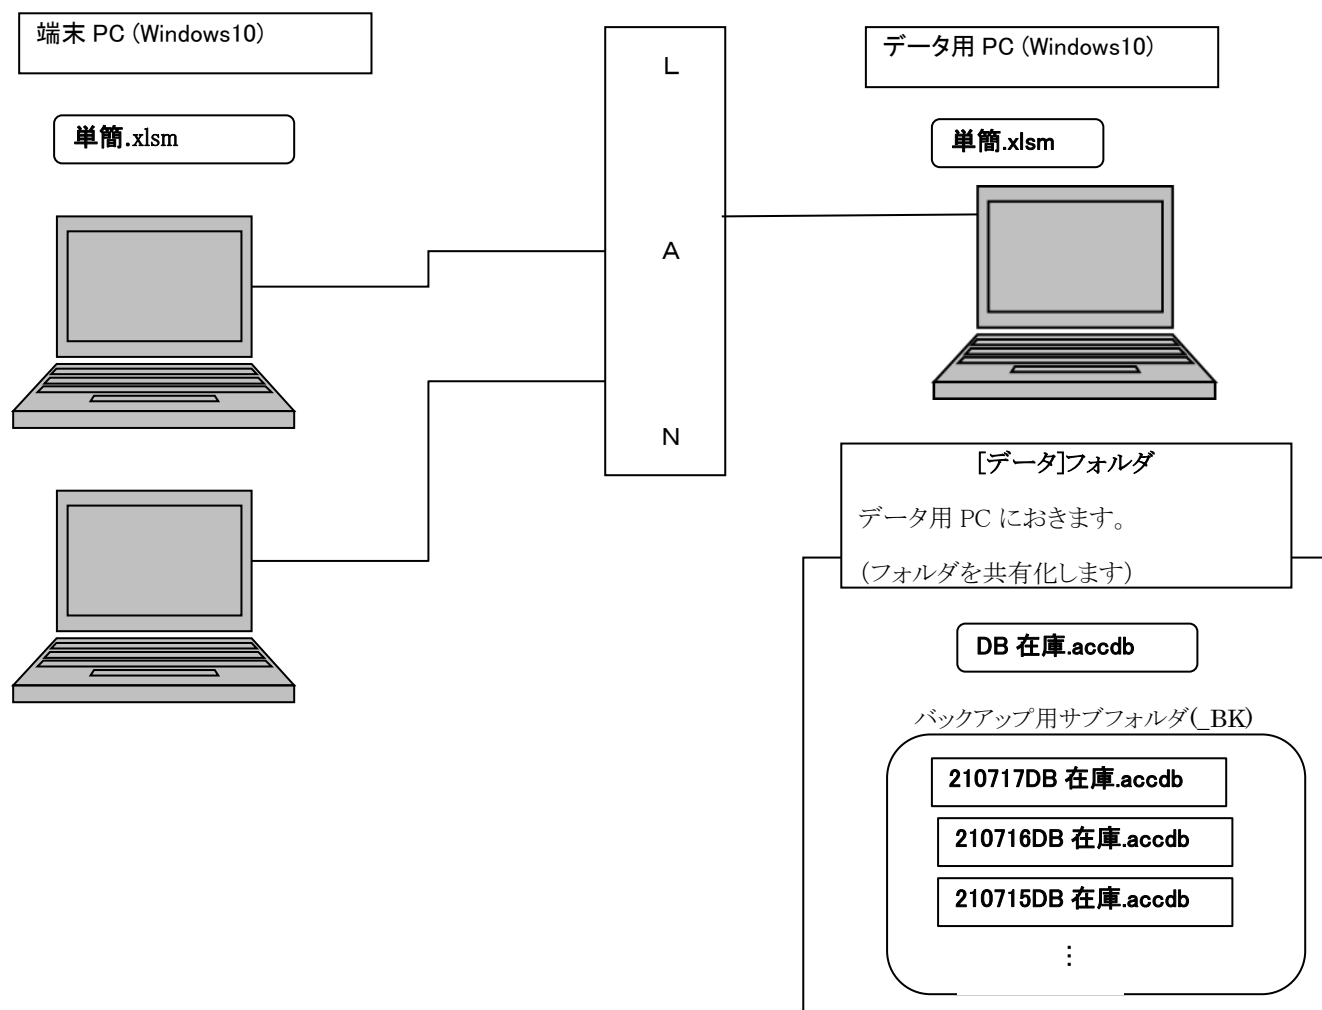 端末 PC (Windows10)
単簡.xlsm
L
A
N
データ用 PC (Windows10)
単簡.xlsm
[データ]フォルダ
データ用 PC におきます。
(フォルダを共有化します)
DB 在庫.accdb
バックアップ用サブフォルダ(_BK)
210717DB 在庫.accdb
210716DB 在庫.accdb
210715DB 在庫.accdb
⋮